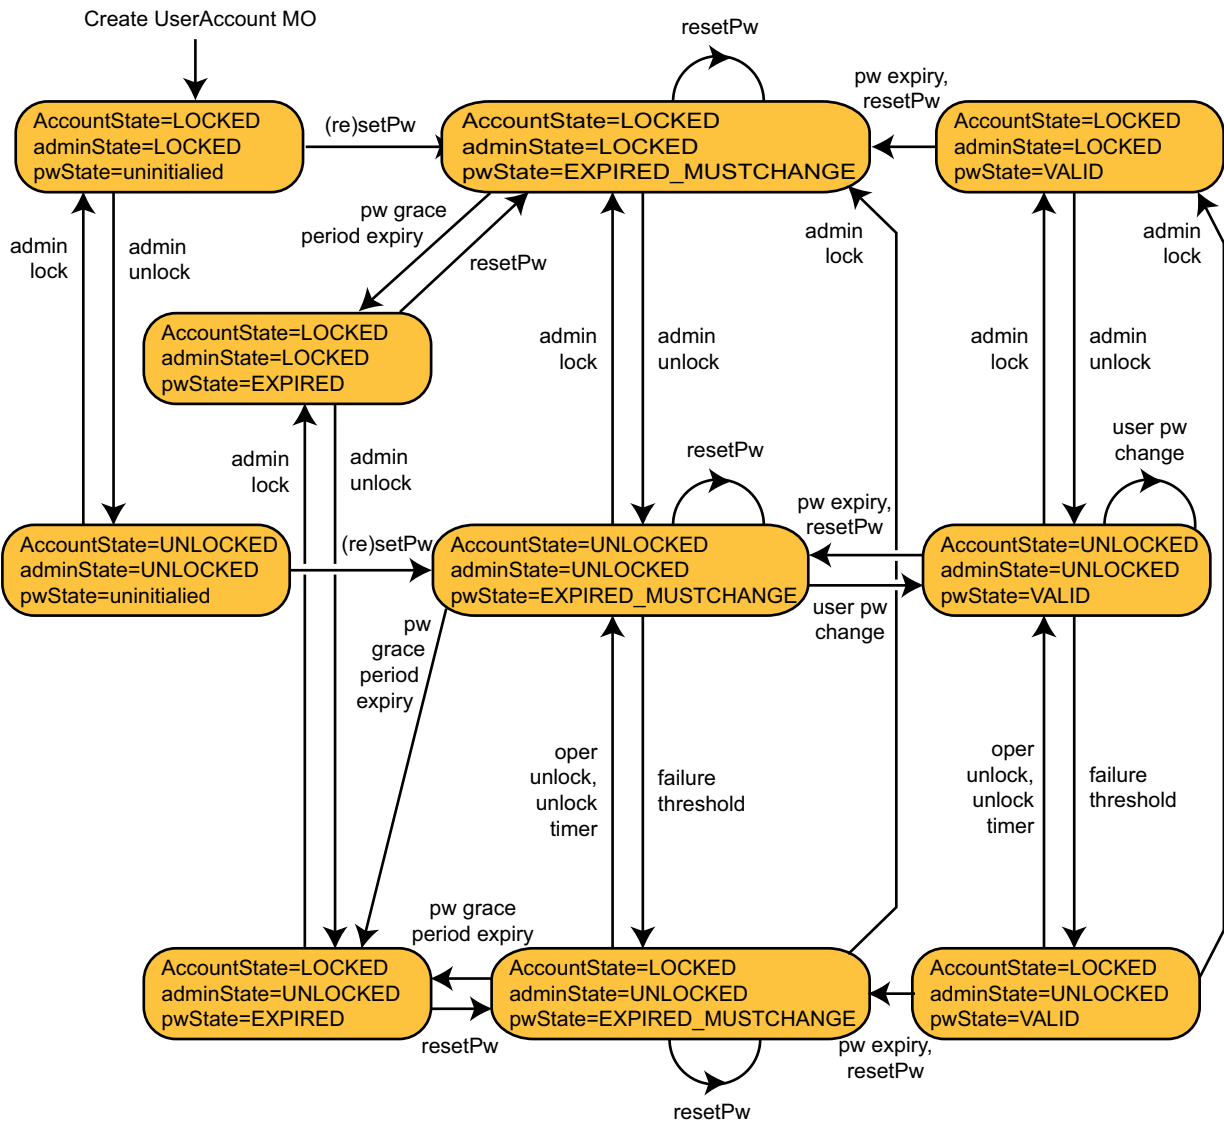 Create UserAccount MO
resetPw
pw expiry,
resetPw
AccountState=LOCKED
adminState=LOCKED
pwState=uninitialied
(re)setPw
AccountState=LOCKED
adminState=LOCKED
pwState=EXPIRED_MUSTCHANGE
AccountState=LOCKED
adminState=LOCKED
pwState=VALID
admin
lock
admin
unlock
pw grace
period expiry
resetPw
admin
lock
admin
lock
AccountState=LOCKED
adminState=LOCKED
pwState=EXPIRED
admin
lock
admin
unlock
admin
lock
admin
unlock
admin
lock
admin
unlock
resetPw
user pw
change
pw expiry,
resetPw
AccountState=UNLOCKED
adminState=UNLOCKED
pwState=uninitialied
(re)setPw
AccountState=UNLOCKED
adminState=UNLOCKED
pwState=EXPIRED_MUSTCHANGE
AccountState=UNLOCKED
adminState=UNLOCKED
pwState=VALID
user pw
change
pw
grace
period
expiry
oper
unlock,
unlock
timer
failure
threshold
oper
unlock,
unlock
timer
failure
threshold
pw grace
period expiry
AccountState=LOCKED
adminState=UNLOCKED
pwState=EXPIRED
AccountState=LOCKED
adminState=UNLOCKED
pwState=EXPIRED_MUSTCHANGE
AccountState=LOCKED
adminState=UNLOCKED
pwState=VALID
resetPw
pw expiry,
resetPw
resetPw